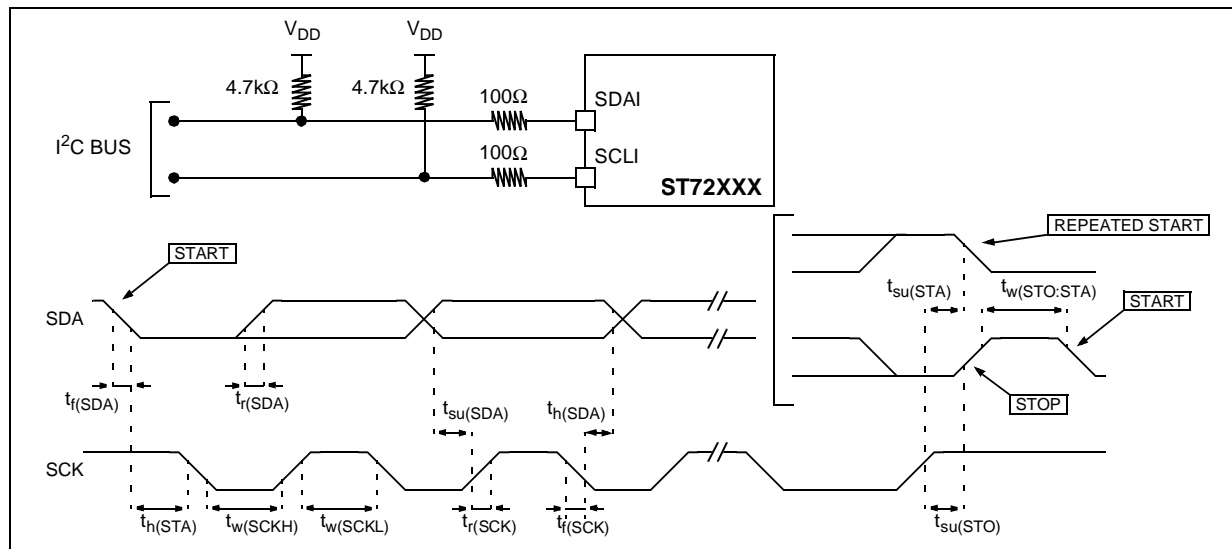 V_DD V_DD
4.7kΩ 4.7kΩ
100Ω
SDAI
I²C BUS
100Ω
SCLI
ST72XXX
REPEATED START
START
t_su(STA) t_w(STO:STA)
START
SDA
t_f(SDA) t_r(SDA)
t_su(SDA) t_h(SDA)
STOP
SCK
t_h(STA) t_w(SCKH) t_w(SCKL) t_r(SCK) t_f(SCK) t_su(STO)